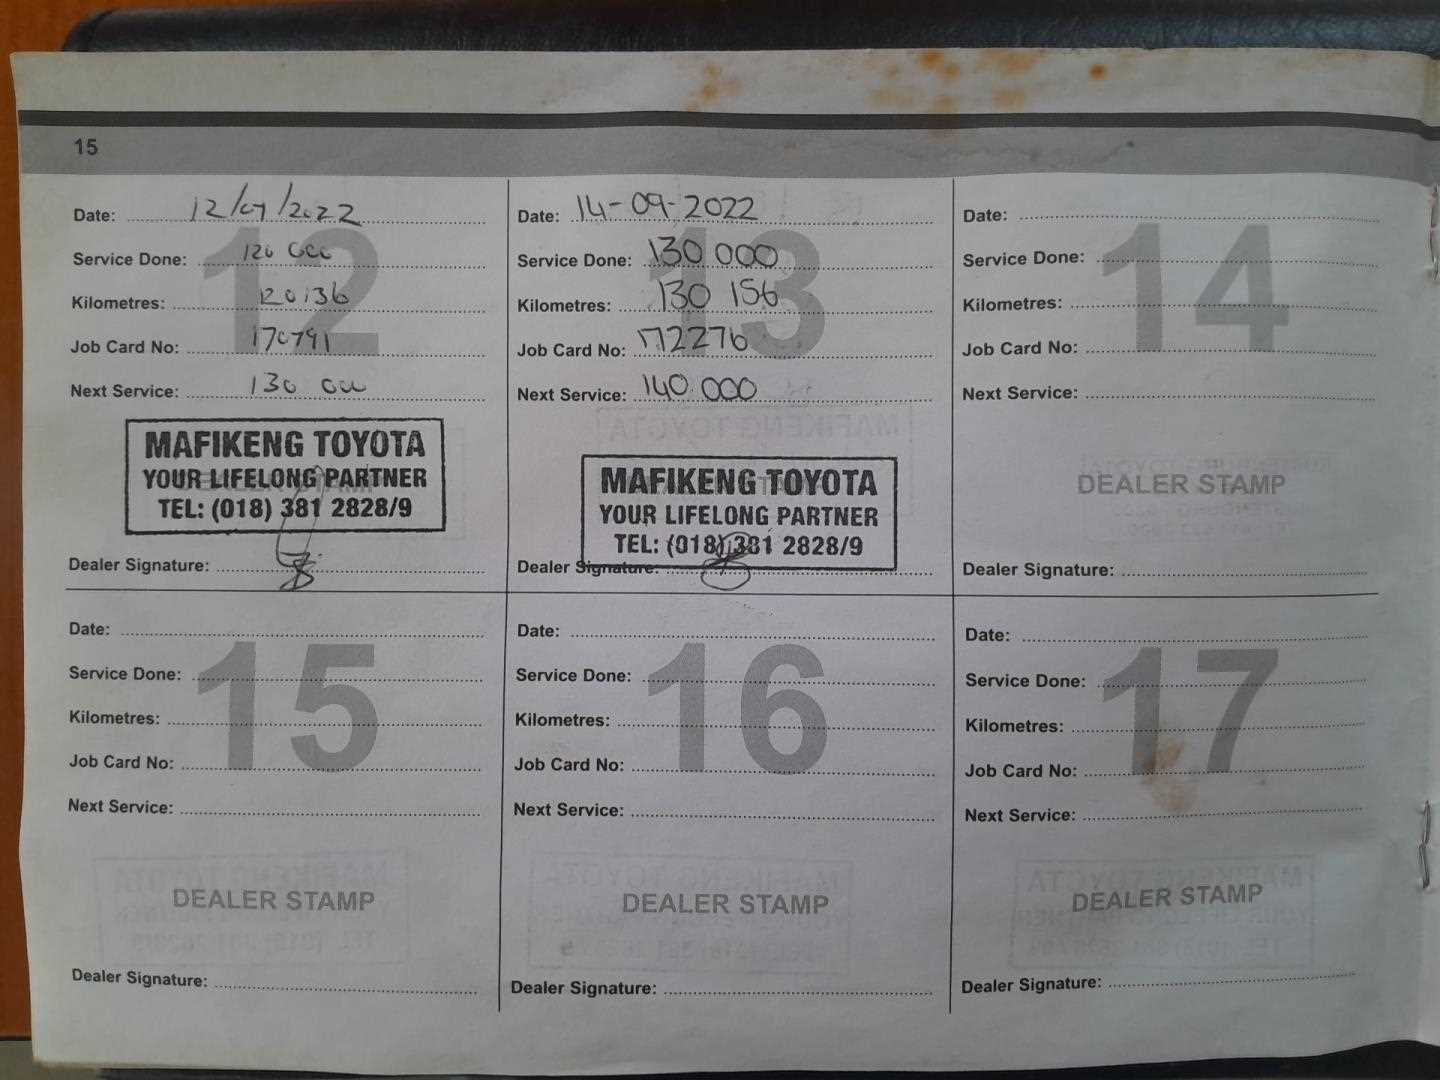 15
Date: 12/07/2022
Service Done: 120 000
Kilometres: 120136
Job Card No: 170791
Next Service: 130 000
MAFIKENG TOYOTA
YOUR LIFELONG PARTNER
TEL: (018) 381 2828/9
Dealer Signature:
12
Date: 14-09-2022
Service Done: 130 000
Kilometres: 130 156
Job Card No: 172276
Next Service: 140 000
MAFIKENG TOYOTA
YOUR LIFELONG PARTNER
TEL: (018) 381 2828/9
Dealer Signature:
13
Date:
Service Done:
Kilometres:
Job Card No:
Next Service:
DEALER STAMP
Dealer Signature:
14
Date:
Service Done:
Kilometres:
Job Card No:
Next Service:
DEALER STAMP
Dealer Signature:
15
Date:
Service Done:
Kilometres:
Job Card No:
Next Service:
DEALER STAMP
Dealer Signature:
16
Date:
Service Done:
Kilometres:
Job Card No:
Next Service:
DEALER STAMP
Dealer Signature:
17